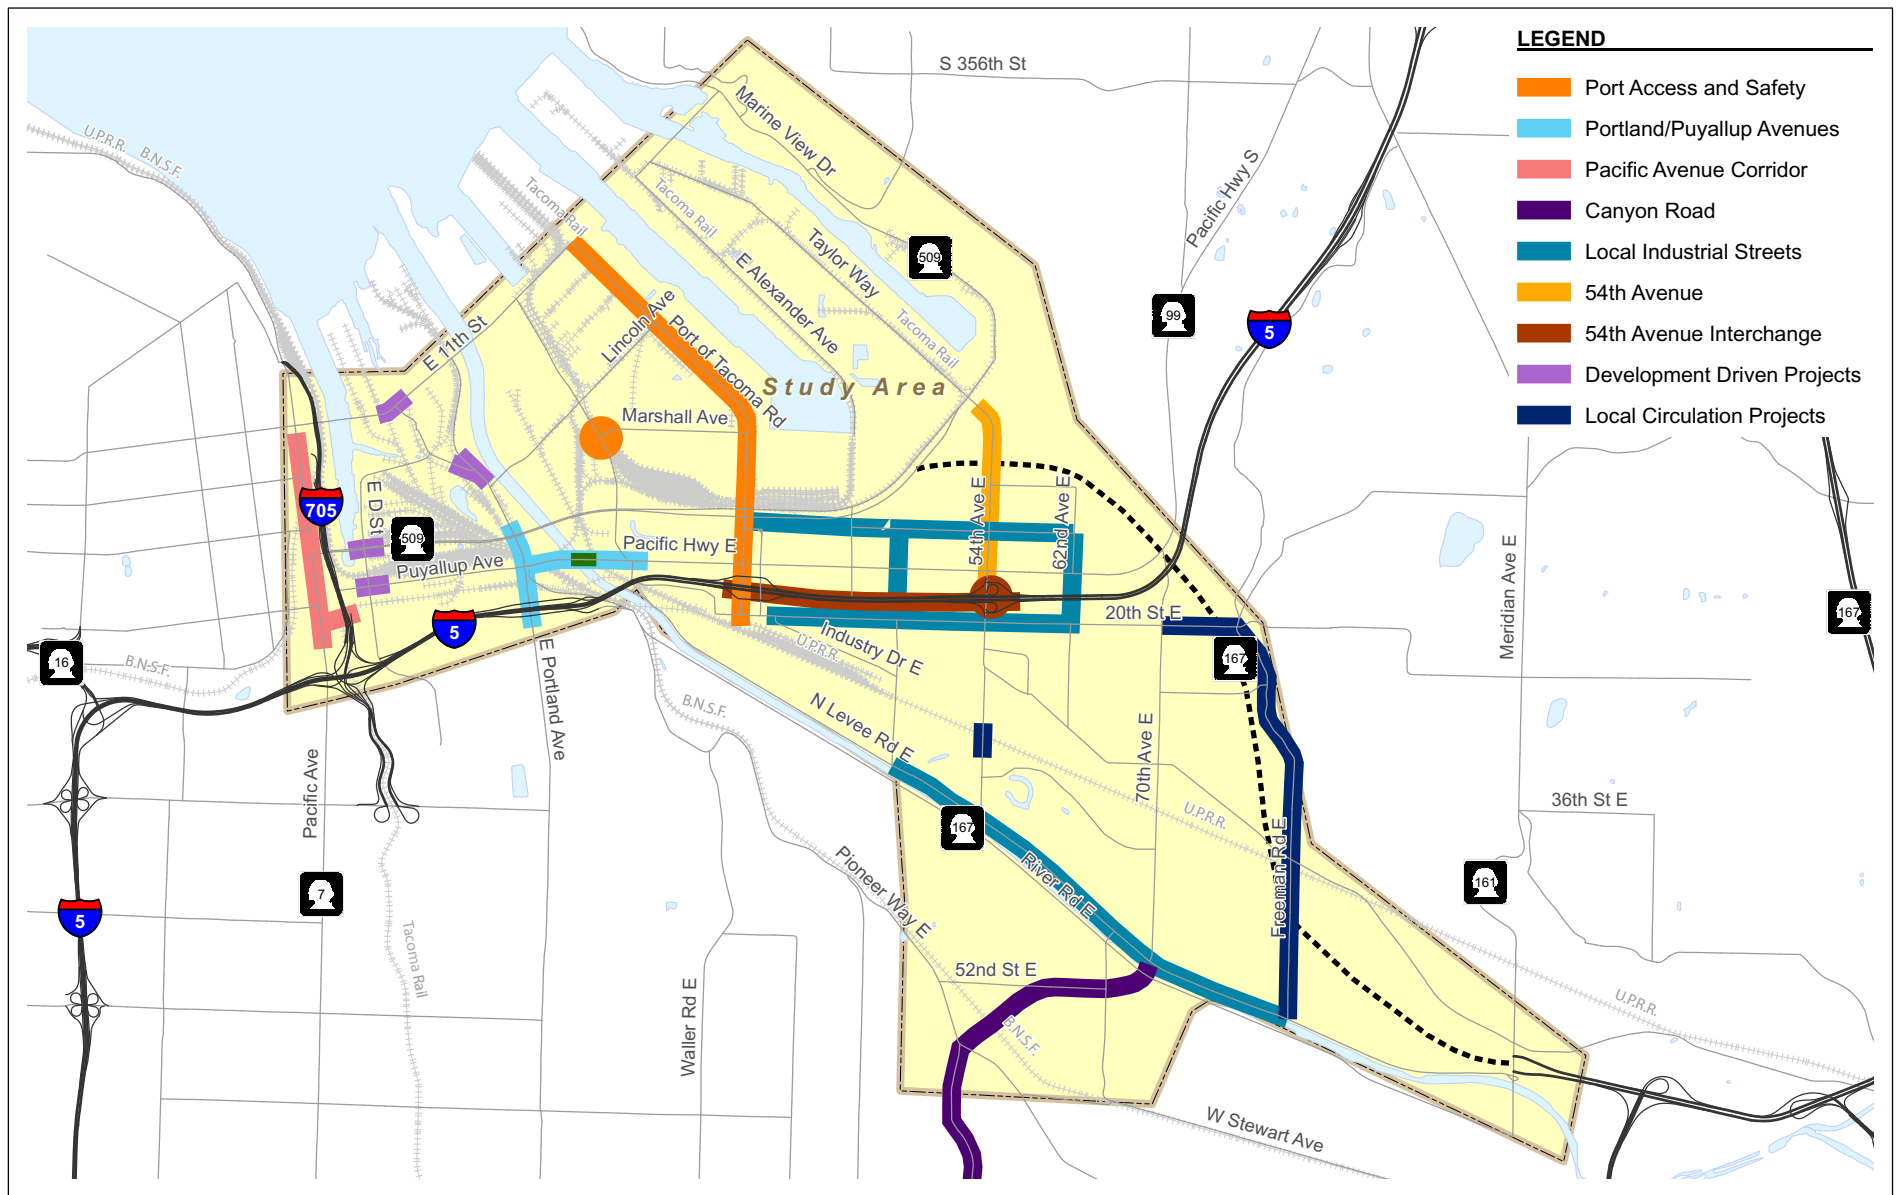 LEGEND
Port Access and Safety
Portland/Puyallup Avenues
Pacific Avenue Corridor
Canyon Road
Local Industrial Streets
54th Avenue
54th Avenue Interchange
Development Driven Projects
Local Circulation Projects
S 356th St
Marine View Dr
U.P.R.R.
B.N.S.F.
Tacoma Rail
Tacoma Rail
Pacific Hwy S
509
Taylor Way
E Alexander Ave
Tacoma Rail
99
5
E 11th St
Lincoln Ave
Port of Tacoma Rd
Study Area
Marshall Ave
705
E D St
509
Puyallup Ave
Pacific Hwy E
54th Ave E
62nd Ave E
Meridian Ave E
167
20th St E
5
16
B.N.S.F.
E Portland Ave
Industry Dr E
U.P.R.R.
167
B.N.S.F.
N Levee Rd E
70th Ave E
Pacific Ave
U.P.R.R.
36th St E
167
7
5
Pioneer Way E
River Rd E
Freeman Rd E
161
Tacoma Rail
52nd St E
U.P.R.R.
B.N.S.F.
Waller Rd E
W Stewart Ave